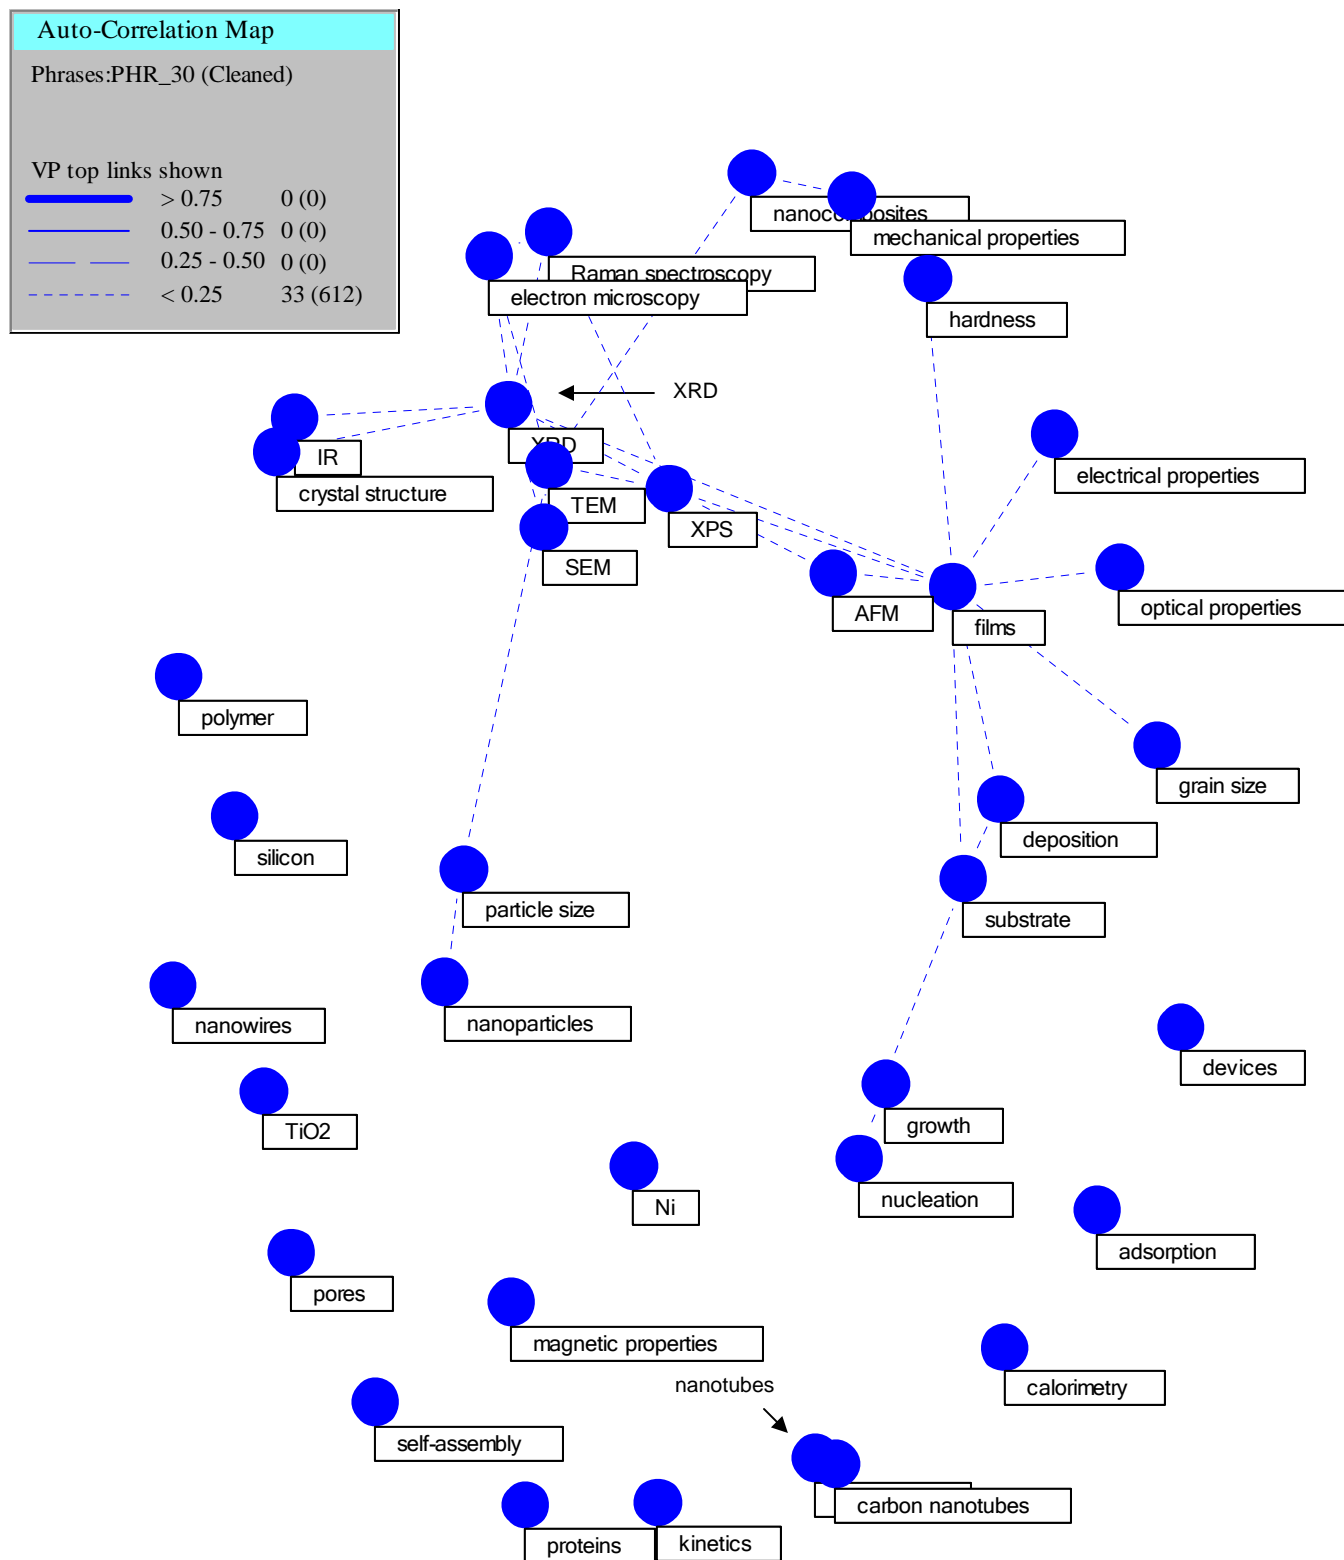 Auto-Correlation Map
Phrases:PHR_30 (Cleaned)
VP top links shown
> 0.75 0 (0)
0.50 - 0.75 0 (0)
0.25 - 0.50 0 (0)
< 0.25 33 (612)
nanocomposites
mechanical properties
Raman spectroscopy
electron microscopy
hardness
XRD
XRD
IR
crystal structure
electrical properties
TEM
XPS
SEM
AFM
films
optical properties
polymer
grain size
deposition
silicon
particle size
substrate
nanowires
nanoparticles
devices
TiO2
growth
nucleation
Ni
adsorption
pores
magnetic properties
nanotubes
calorimetry
self-assembly
carbon nanotubes
proteins
kinetics